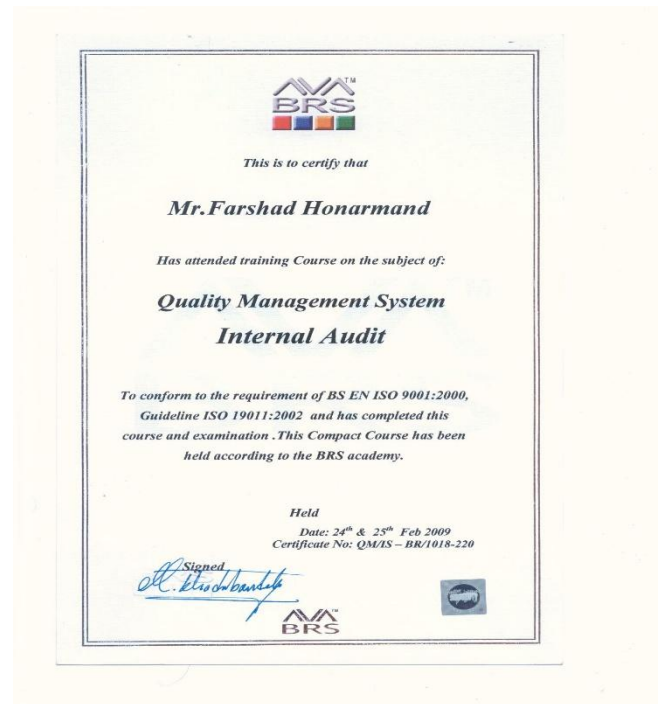 TM
BRS
This is to certify that
Mr.Farshad Honarmand
Has attended training Course on the subject of:
Quality Management System
Internal Audit
To conform to the requirement of BS EN ISO 9001:2000,
Guideline ISO 19011:2002 and has completed this
course and examination .This Compact Course has been
held according to the BRS academy.
Held
Date: 24th & 25th Feb 2009
Certificate No: QM/IS – BR/1018-220
Signed
BRS